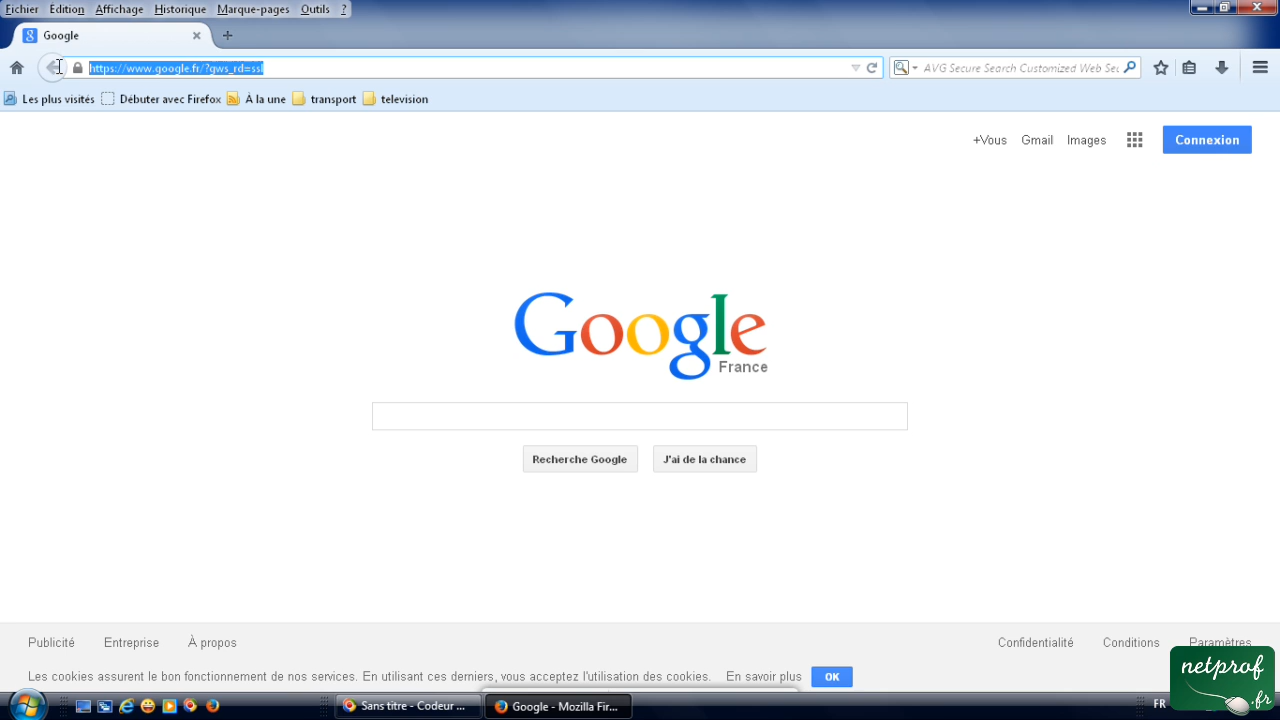 Fichier Édition Affichage Historique Marque-pages Outils ?
Google
https://www.google.fr/?gws_rd=ssl
AVG Secure Search Customized Web Sec
Les plus visités Débuter avec Firefox À la une transport television
+Vous Gmail Images Connexion
Google
France
Recherche Google J'ai de la chance
Publicité Entreprise À propos Confidentialité Conditions Paramètres
Les cookies assurent le bon fonctionnement de nos services. En utilisant ces derniers, vous acceptez l'utilisation des cookies. En savoir plus OK
netprof
.fr
Sans titre - Codeur ... Google - Mozilla Fir... FR